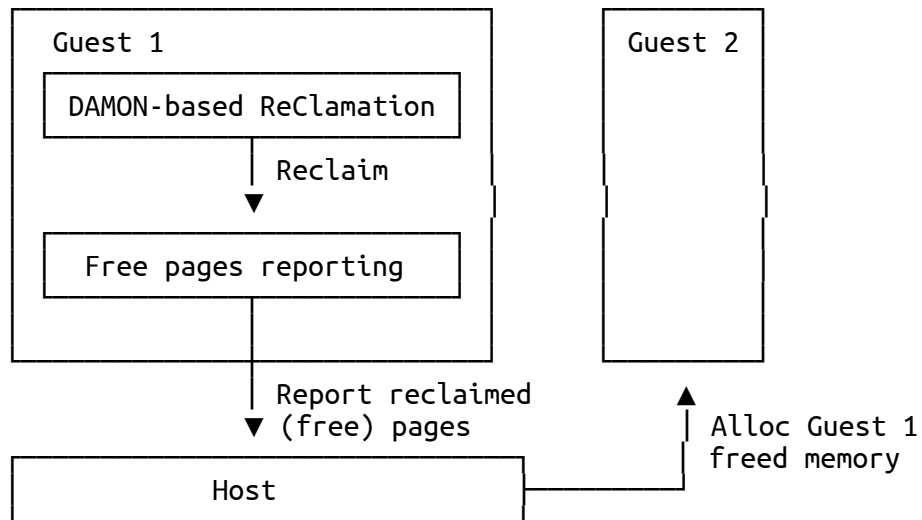 Guest 1
Guest 2
DAMON-based ReClamation
Reclaim
Free pages reporting
Report reclaimed
(free) pages
Alloc Guest 1
freed memory
Host